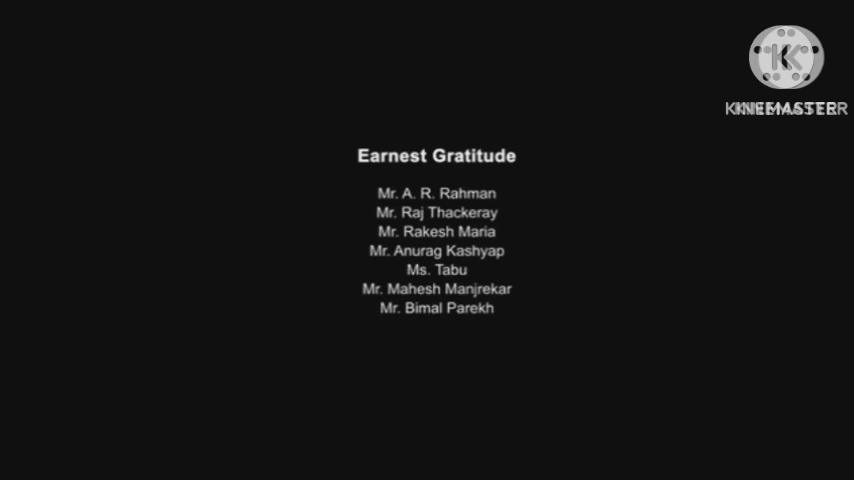 KINEMASTER
Earnest Gratitude
Mr. A. R. Rahman
Mr. Raj Thackeray
Mr. Rakesh Maria
Mr. Anurag Kashyap
Ms. Tabu
Mr. Mahesh Manjrekar
Mr. Bimal Parekh